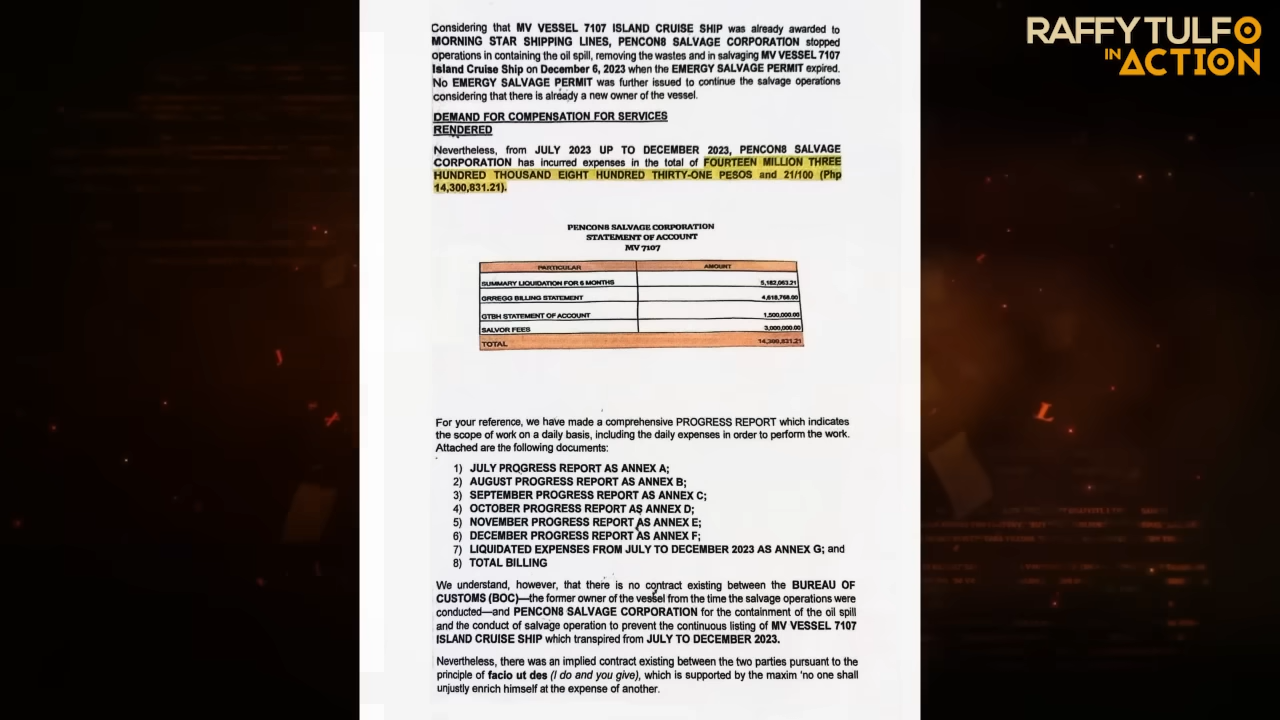 RAFFY TULFO
IN ACTION
Considering that MV VESSEL 7107 ISLAND CRUISE SHIP was already awarded to
MORNING STAR SHIPPING LINES, PENCON8 SALVAGE CORPORATION stopped
operations in containing the oil spill, removing the wastes and in salvaging MV VESSEL 7107
Island Cruise Ship on December 6, 2023 when the EMERGY SALVAGE PERMIT expired.
No EMERGY SALVAGE PERMIT was further issued to continue the salvage operations
considering that there is already a new owner of the vessel.
DEMAND FOR COMPENSATION FOR SERVICES
RENDERED
Nevertheless, from JULY 2023 UP TO DECEMBER 2023, PENCON8 SALVAGE
CORPORATION has incurred expenses in the total of FOURTEEN MILLION THREE
HUNDRED THOUSAND EIGHT HUNDRED THIRTY-ONE PESOS and 21/100 (Php
14,300,831.21).
PENCON8 SALVAGE CORPORATION
STATEMENT OF ACCOUNT
MV 7107
PARTICULAR AMOUNT
SUMMARY LIQUIDATION FOR 6 MONTHS 5,182,063.21
GRREGG BILLING STATEMENT 4,618,768.00
GTBH STATEMENT OF ACCOUNT 1,500,000.00
SALVOR FEES 3,000,000.00
TOTAL 14,300,831.21
For your reference, we have made a comprehensive PROGRESS REPORT which indicates
the scope of work on a daily basis, including the daily expenses in order to perform the work.
Attached are the following documents:
1) JULY PROGRESS REPORT AS ANNEX A;
2) AUGUST PROGRESS REPORT AS ANNEX B;
3) SEPTEMBER PROGRESS REPORT AS ANNEX C;
4) OCTOBER PROGRESS REPORT AS ANNEX D;
5) NOVEMBER PROGRESS REPORT AS ANNEX E;
6) DECEMBER PROGRESS REPORT AS ANNEX F;
7) LIQUIDATED EXPENSES FROM JULY TO DECEMBER 2023 AS ANNEX G; and
8) TOTAL BILLING
We understand, however, that there is no contract existing between the BUREAU OF
CUSTOMS (BOC)—the former owner of the vessel from the time the salvage operations were
conducted—and PENCON8 SALVAGE CORPORATION for the containment of the oil spill
and the conduct of salvage operation to prevent the continuous listing of MV VESSEL 7107
ISLAND CRUISE SHIP which transpired from JULY TO DECEMBER 2023.
Nevertheless, there was an implied contract existing between the two parties pursuant to the
principle of facio ut des (I do and you give), which is supported by the maxim 'no one shall
unjustly enrich himself at the expense of another.